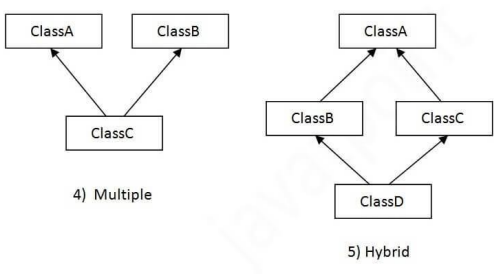 ClassA
ClassB
ClassC
4) Multiple
ClassA
ClassB
ClassC
ClassD
5) Hybrid